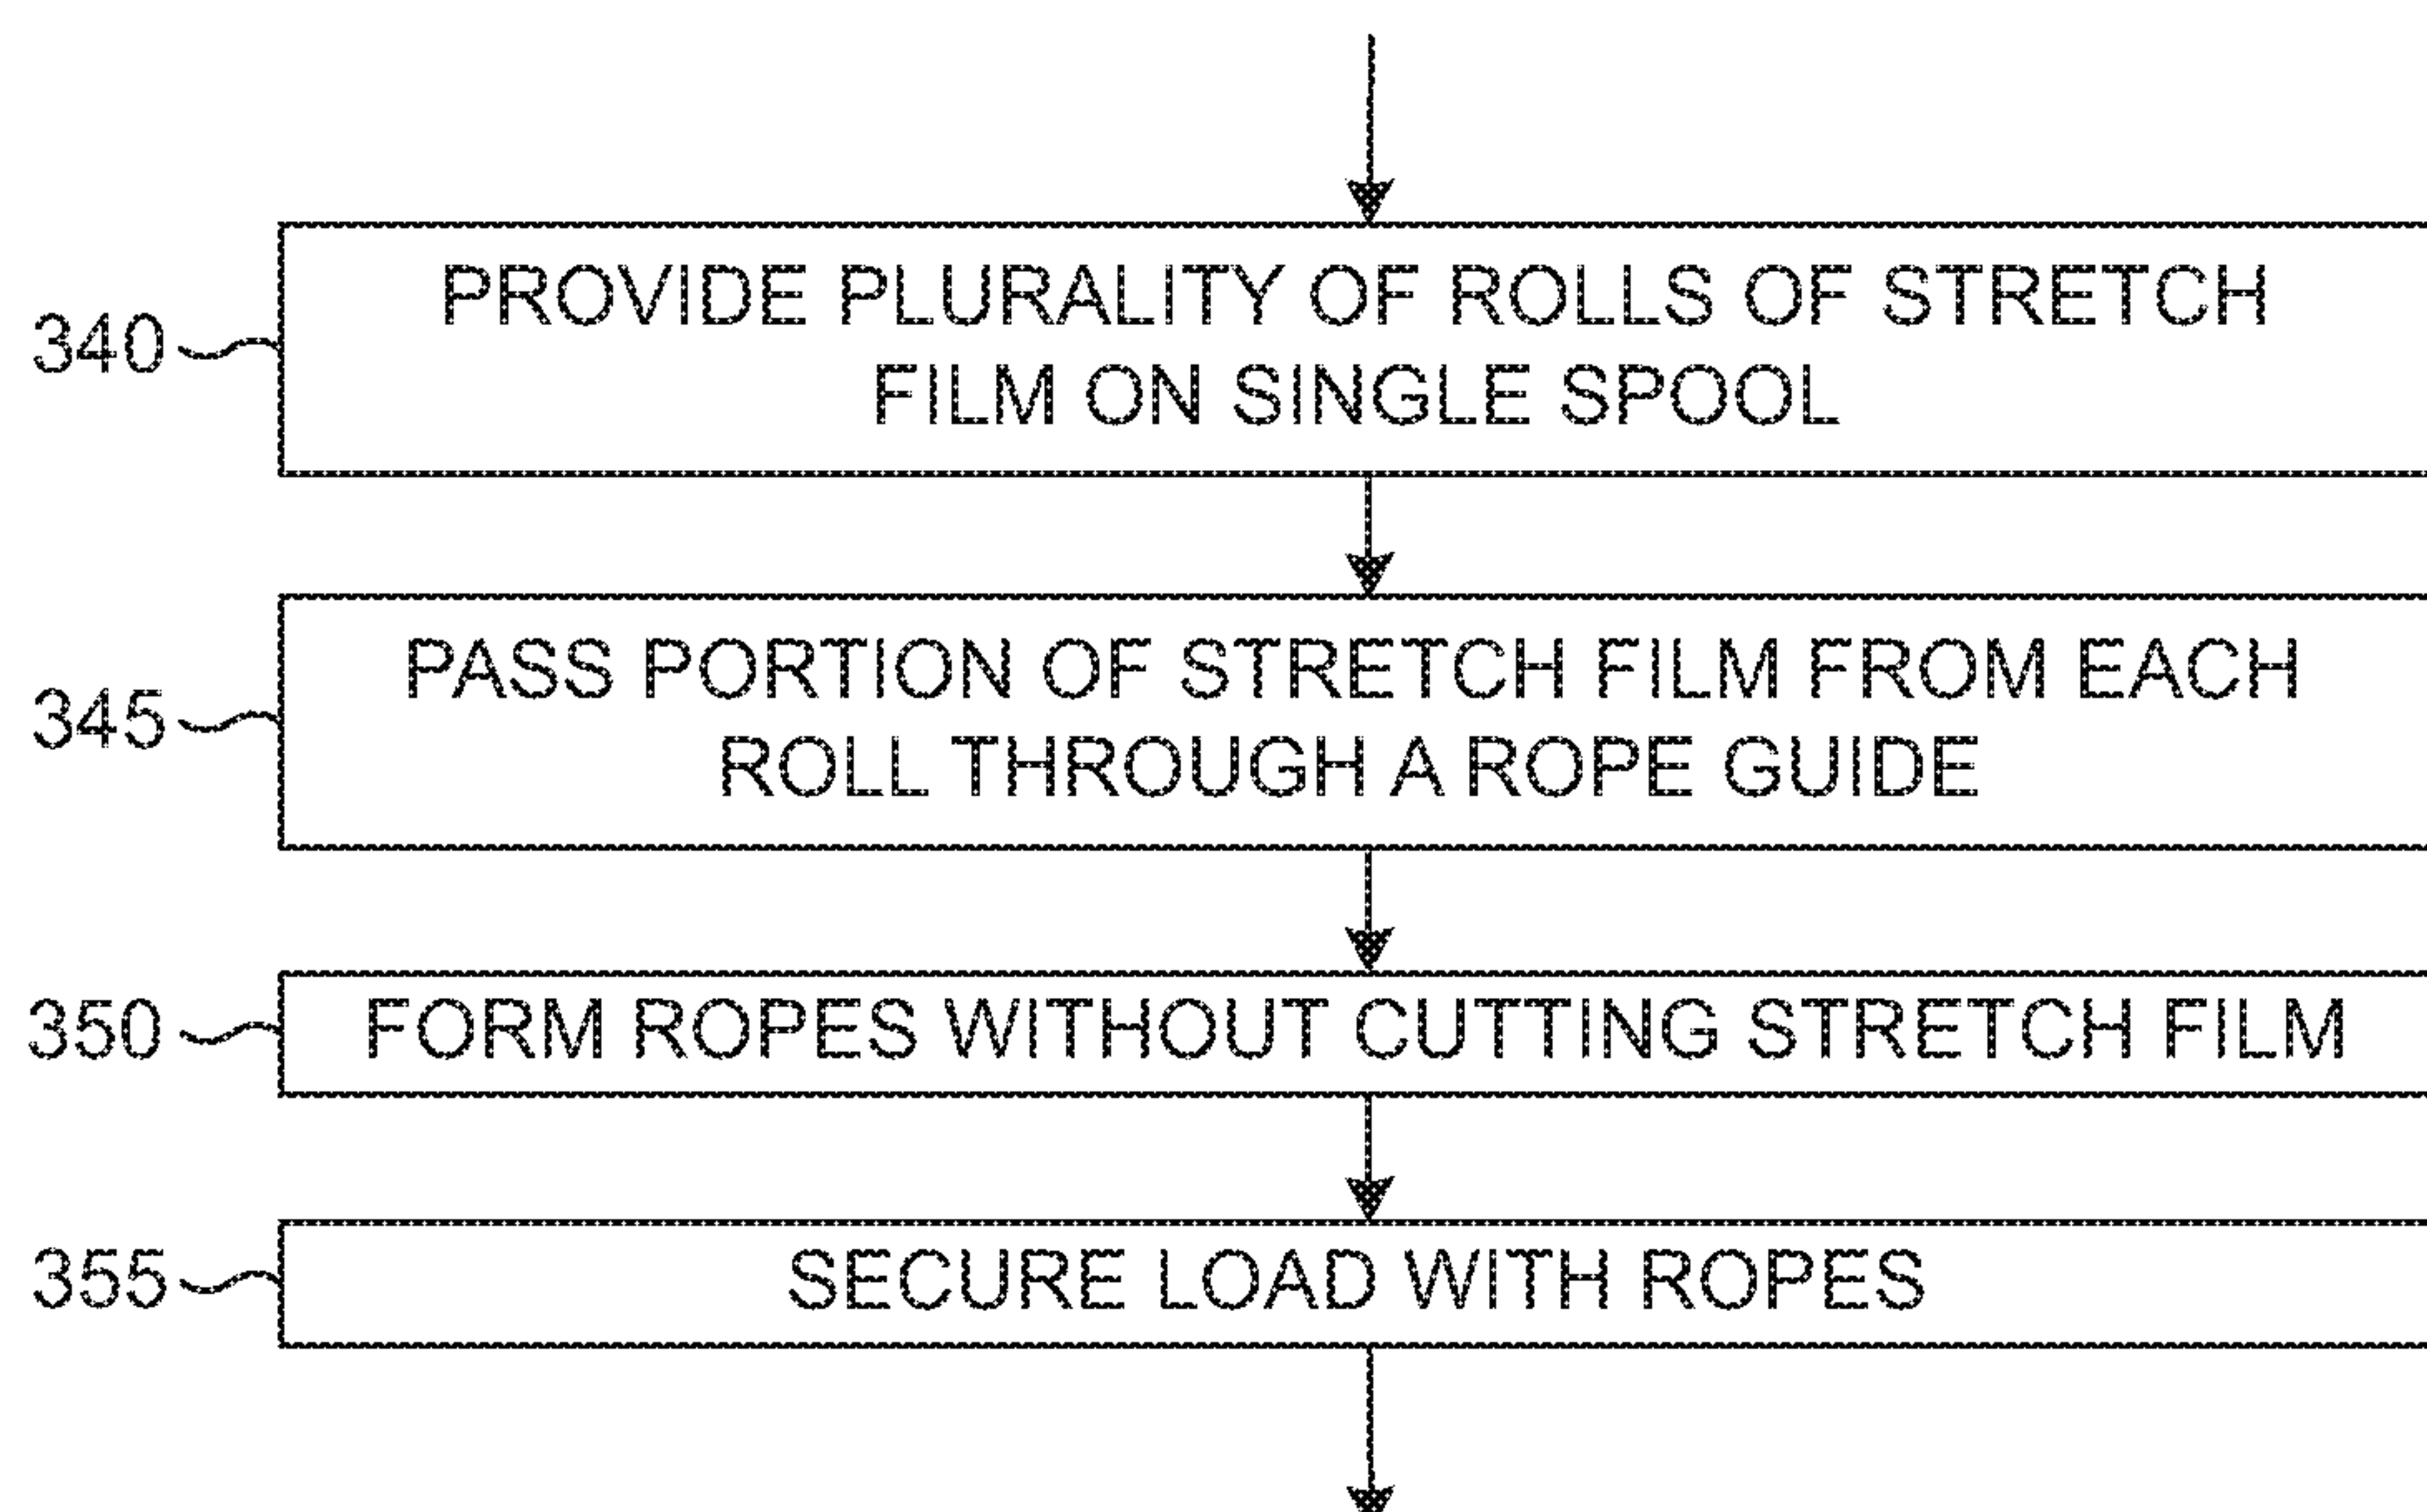 PROVIDE PLURALITY OF ROLLS OF STRETCH
340
FILM ON SINGLE SPOOL
PASS PORTION OF STRETCH FILM FROM EACH
345
ROLL THROUGH A ROPE GUIDE
350 FORM ROPES WITHOUT CUTTING STRETCH FILM
355 SECURE LOAD WITH ROPES